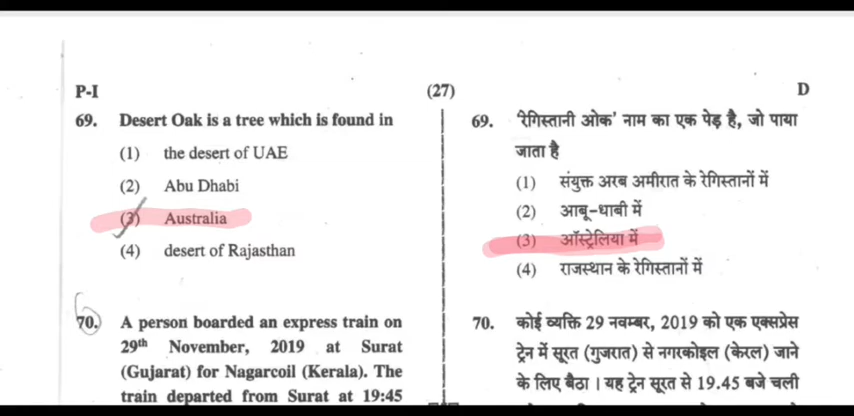 P-I
(27)
D
69. Desert Oak is a tree which is found in
(1) the desert of UAE
(2) Abu Dhabi
(3) Australia
(4) desert of Rajasthan
70. A person boarded an express train on
29th November, 2019 at Surat
(Gujarat) for Nagarcoil (Kerala). The
train departed from Surat at 19:45
69. 'रेगिस्तानी ओक' नाम का एक पेड़ है, जो पाया
जाता है
(1) संयुक्त अरब अमीरात के रेगिस्तानों में
(2) आबू-धाबी में
(3) ऑस्ट्रेलिया में
(4) राजस्थान के रेगिस्तानों में
70. कोई व्यक्ति 29 नवम्बर, 2019 को एक एक्सप्रेस
ट्रेन में सूरत (गुजरात) से नगरकोइल (केरल) जाने
के लिए बैठा । यह ट्रेन सूरत से 19.45 बजे चली